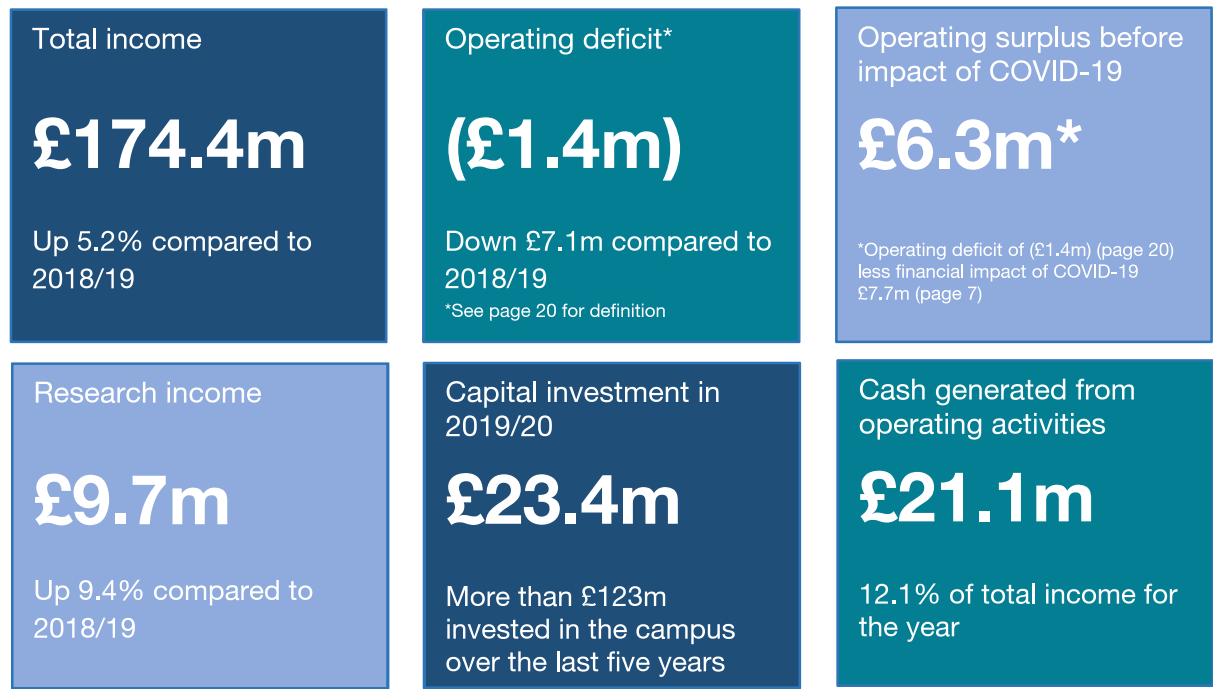 Total income
£174.4m
Up 5.2% compared to
2018/19
Operating deficit*
(£1.4m)
Down £7.1m compared to
2018/19
*See page 20 for definition
Operating surplus before
impact of COVID-19
£6.3m*
*Operating deficit of (£1.4m) (page 20)
less financial impact of COVID-19
£7.7m (page 7)
Research income
£9.7m
Up 9.4% compared to
2018/19
Capital investment in
2019/20
£23.4m
More than £123m
invested in the campus
over the last five years
Cash generated from
operating activities
£21.1m
12.1% of total income for
the year